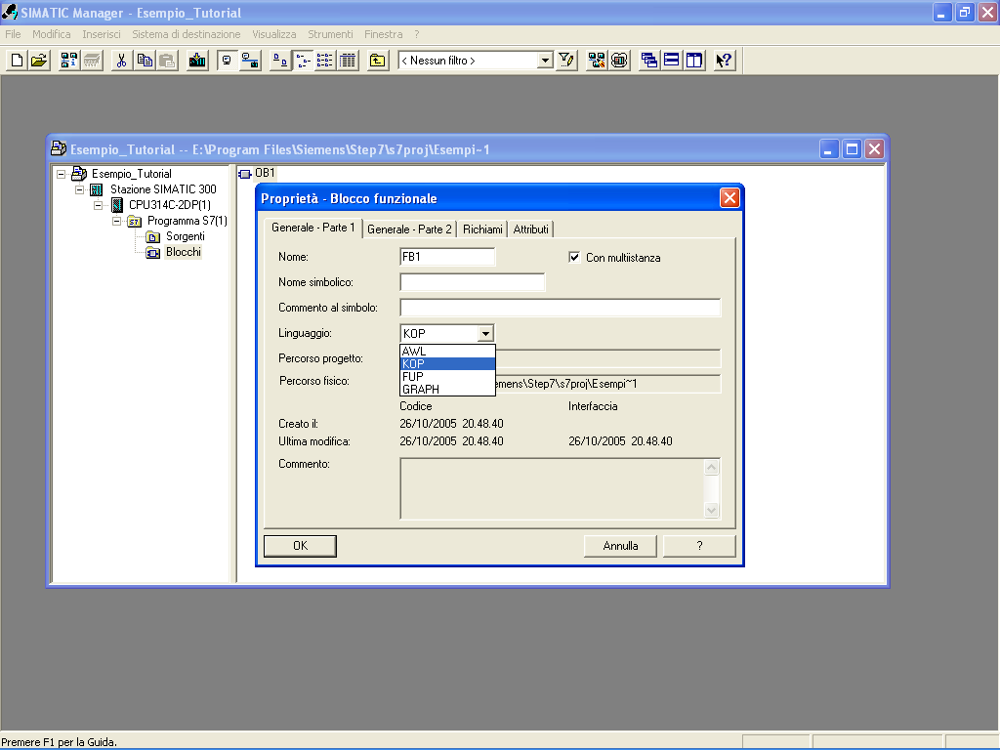 SIMATIC Manager - Esempio_Tutorial
File Modifica Inserisci Sistema di destinazione Visualizza Strumenti Finestra ?
< Nessun filtro >
Esempio_Tutorial -- E:\Program Files\Siemens\Step7\s7proj\Esempi~1
Esempio_Tutorial
Stazione SIMATIC 300
CPU314C-2DP(1)
Programma S7(1)
Sorgenti
Blocchi
OB1
Proprietà - Blocco funzionale
Generale - Parte 1 Generale - Parte 2 Richiami Attributi
Nome: FB1 Con multiistanza
Nome simbolico:
Commento al simbolo:
Linguaggio: KOP
AWL
KOP
FUP
GRAPH
Percorso progetto:
Percorso fisico: emens\Step7\s7proj\Esempi~1
Codice Interfaccia
Creato il: 26/10/2005 20.48.40
Ultima modifica: 26/10/2005 20.48.40 26/10/2005 20.48.40
Commento:
OK Annulla ?
Premere F1 per la Guida.